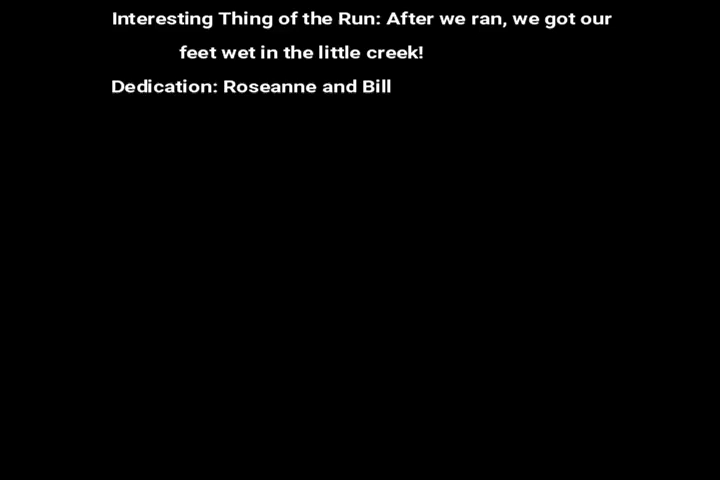 Interesting Thing of the Run: After we ran, we got our
feet wet in the little creek!
Dedication: Roseanne and Bill